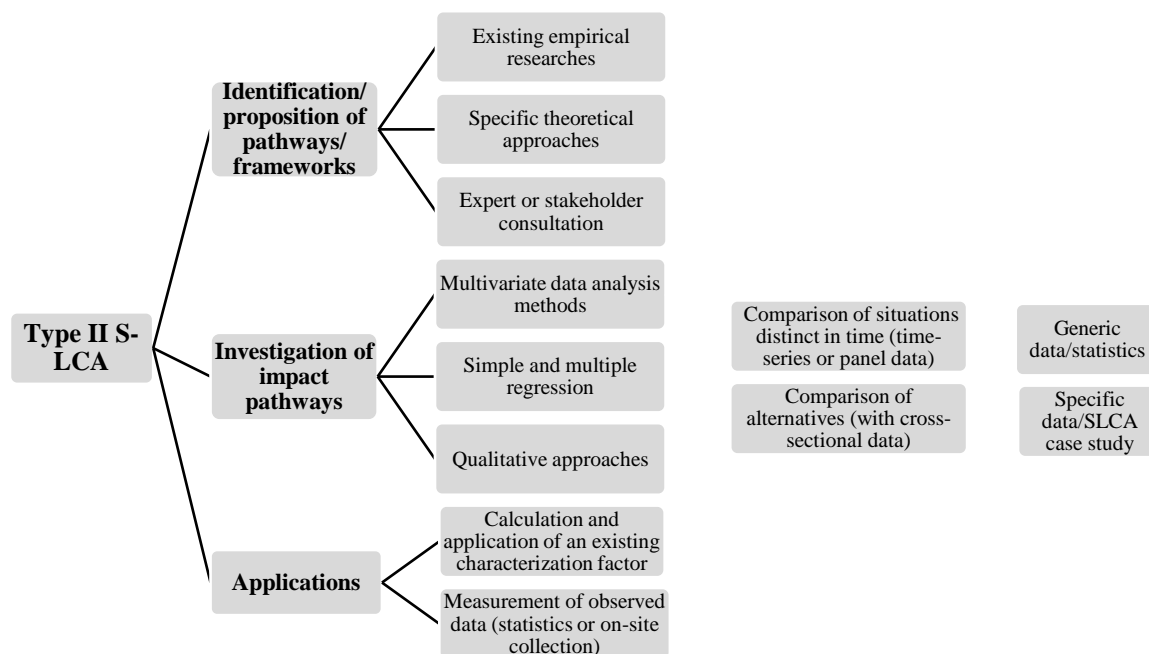 Type II S-
LCA
Identification/
proposition of
pathways/
frameworks
Existing empirical
researches
Specific theoretical
approaches
Expert or stakeholder
consultation
Investigation of
impact
pathways
Multivariate data analysis
methods
Simple and multiple
regression
Qualitative approaches
Comparison of situations
distinct in time (time-
series or panel data)
Comparison of
alternatives (with cross-
sectional data)
Generic
data/statistics
Specific
data/SLCA
case study
Applications
Calculation and
application of an existing
characterization factor
Measurement of observed
data (statistics or on-site
collection)